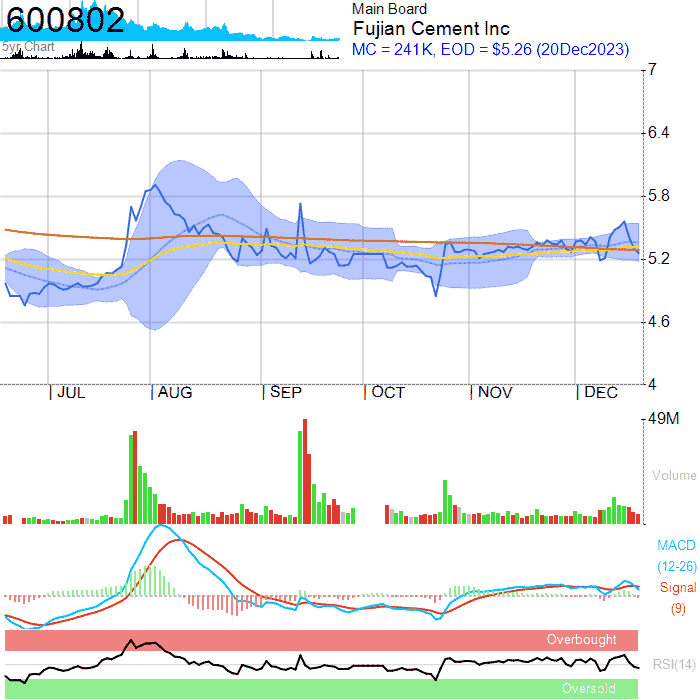 600802
5yr Chart
Main Board
Fujian Cement Inc
MC = 241K, EOD = $5.26 (20Dec2023)
7
6.4
5.8
5.2
4.6
4
JUL AUG SEP OCT NOV DEC
49M
Volume
MACD
(12-26)
Signal
(9)
Overbought
RSI(14)
Oversold